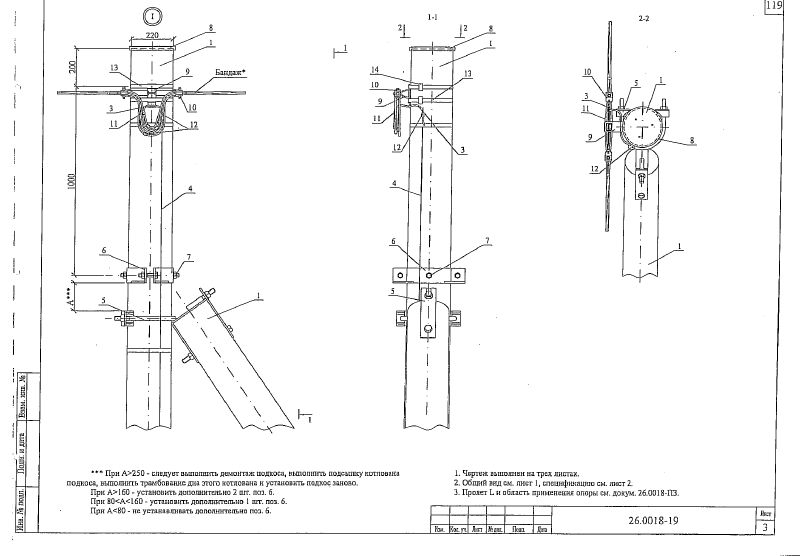 119
I
220
8
1
200
13
9
Бандаж*
10
3
11
12
1000
4
6
7
А***
5
1
1
1-1
2
2
8
1
1
14
10
9
11
13
12
3
4
6
7
5
2-2
10
3
11
9
12
5
1
8
1
*** При А>250 - следует выполнить демонтаж подкоса, выполнить подсыпку котлована
подкоса, выполнить трамбование дна этого котлована и установить подкос заново.
При А>160 - установить дополнительно 2 шт. поз. 6.
При 80<А<160 - установить дополнительно 1 шт. поз. 6.
При А<80 - не устанавливать дополнительно поз. 6.
1. Чертеж выполнен на трех листах.
2. Общий вид см. лист 1, спецификацию см. лист 2.
3. Пролет L и область применения опоры см. докум. 26.0018-ПЗ.
Взам. инв. №
Подп. и дата
Инв. № подл.
Изм. Кол. уч. Лист № док. Подп. Дата
26.0018-19
Лист
3